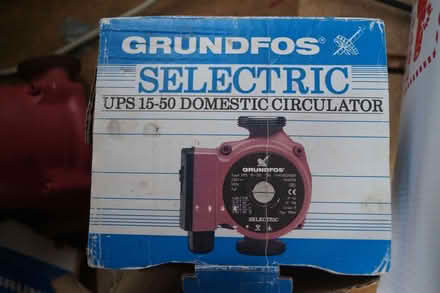 GRUNDFOS®
SELECTRIC
UPS 15-50 DOMESTIC CIRCULATOR
GRUNDFOS
SELECTRIC